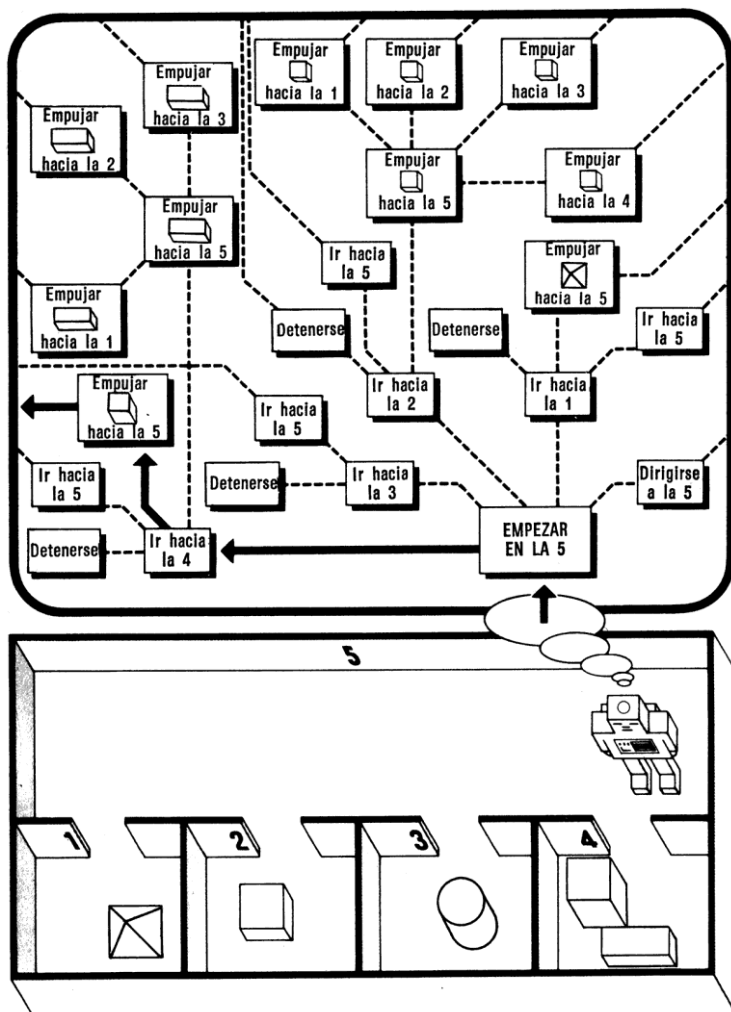 Empujar
hacia la 3
Empujar
hacia la 1
Empujar
hacia la 2
Empujar
hacia la 3
Empujar
hacia la 2
Empujar
hacia la 5
Empujar
hacia la 4
Empujar
hacia la 5
Empujar
hacia la 5
Ir hacia
la 5
Empujar
hacia la 1
Detenerse
Detenerse
Ir hacia
la 5
Empujar
hacia la 5
Ir hacia
la 2
Ir hacia
la 1
Ir hacia
la 5
Ir hacia
la 5
Detenerse
Ir hacia
la 3
Dirigirse
a la 5
Detenerse
Ir hacia
la 4
EMPEZAR
EN LA 5
5
1
2
3
4